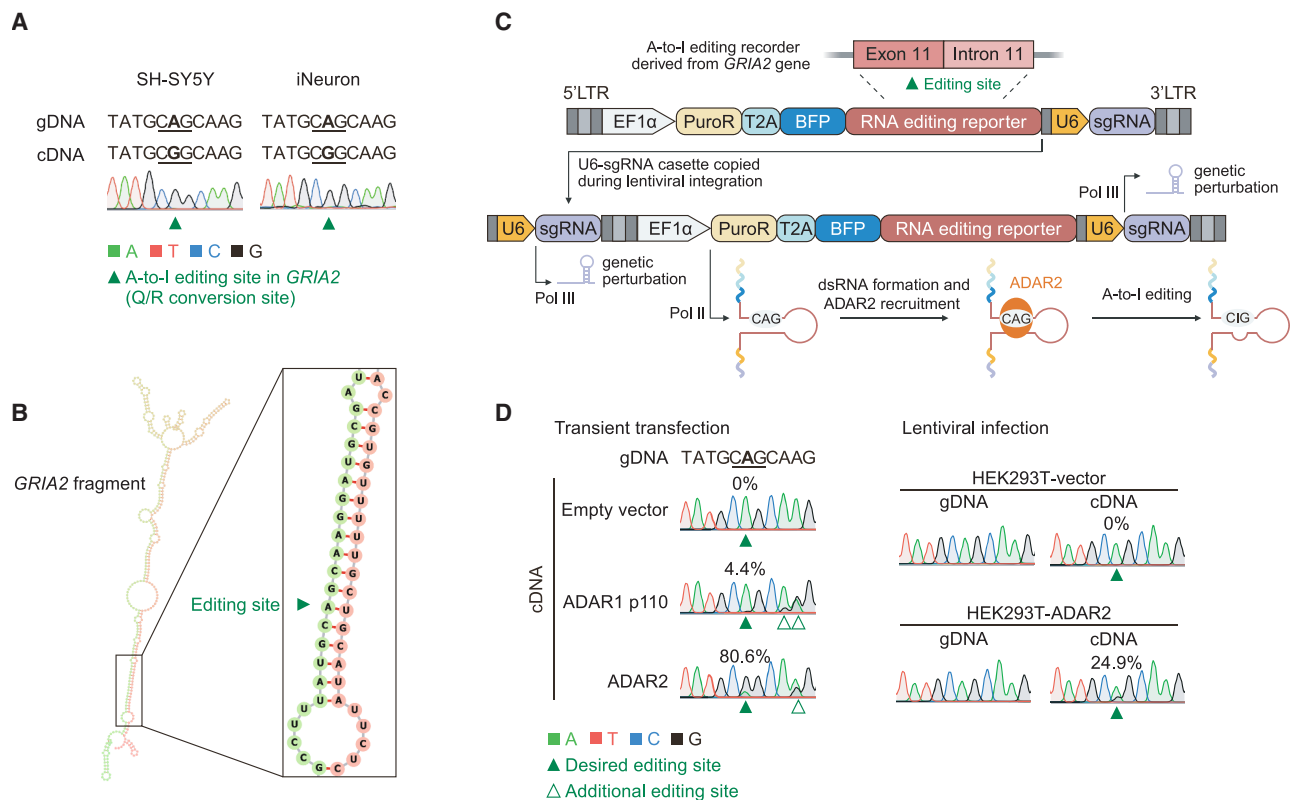 A
SH-SY5Y
iNeuron
gDNA TATGCAGCAAG TATGCAGCAAG
cDNA TATGCGGCAAG TATGCGGCAAG
A T C G
▲ A-to-I editing site in GRIA2
(Q/R conversion site)
B
GRIA2 fragment
Editing site
C
A-to-I editing recorder
derived from GRIA2 gene
Exon 11 Intron 11
▲ Editing site
5'LTR
3'LTR
EF1α PuroR T2A BFP RNA editing reporter U6 sgRNA
U6-sgRNA casette copied
during lentiviral integration
Pol III
genetic
perturbation
U6 sgRNA EF1α PuroR T2A BFP RNA editing reporter U6 sgRNA
genetic
perturbation
Pol III
Pol II
CAG
dsRNA formation and
ADAR2 recruitment
ADAR2
CAG
A-to-I editing
CIG
D
Transient transfection
gDNA TATGCAGCAAG
cDNA
Empty vector
0%
ADAR1 p110
4.4%
ADAR2
80.6%
Lentiviral infection
HEK293T-vector
gDNA cDNA
0%
HEK293T-ADAR2
gDNA cDNA
24.9%
A T C G
▲ Desired editing site
△ Additional editing site